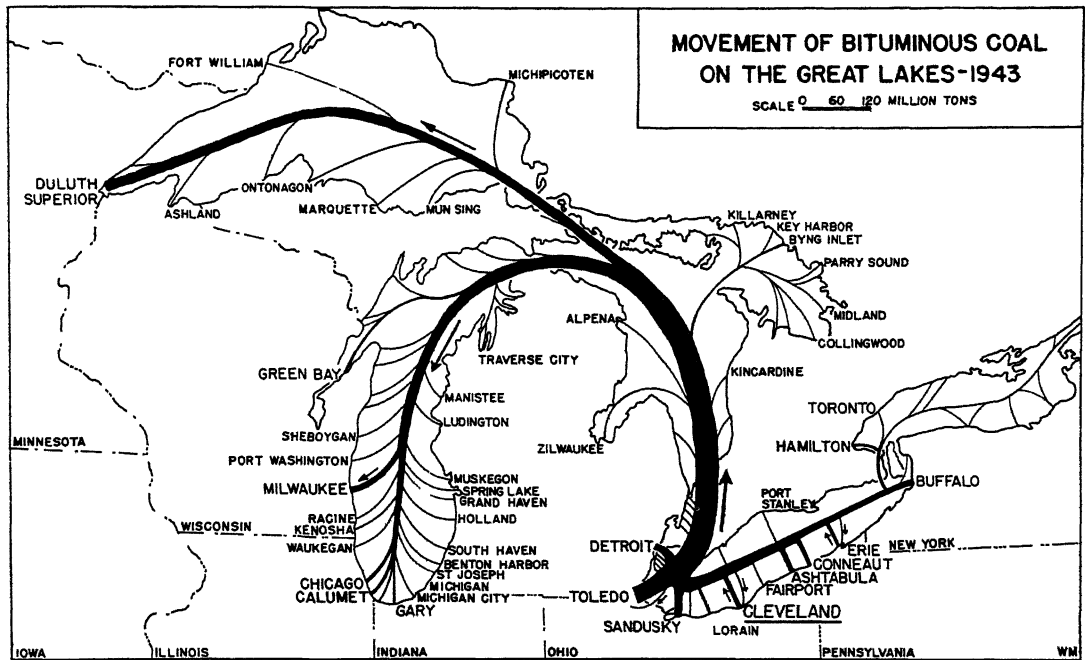 MOVEMENT OF BITUMINOUS COAL
ON THE GREAT LAKES-1943
SCALE 0 60 120 MILLION TONS
FORT WILLIAM
MICHIPICOTEN
DULUTH
SUPERIOR
ASHLAND
ONTONAGON
MARQUETTE
MUN SING
KILLARNEY
KEY HARBOR
BYNG INLET
PARRY SOUND
MIDLAND
COLLINGWOOD
ALPENA
TRAVERSE CITY
KINCARDINE
GREEN BAY
MANISTEE
LUDINGTON
TORONTO
SHEBOYGAN
ZILWAUKEE
HAMILTON
MINNESOTA
PORT WASHINGTON
MILWAUKEE
MUSKEGON
SPRING LAKE
GRAND HAVEN
BUFFALO
PORT
STANLEY
WISCONSIN
RACINE
KENOSHA
HOLLAND
WAUKEGAN
DETROIT
ERIE
NEW YORK
SOUTH HAVEN
BENTON HARBOR
ST JOSEPH
MICHIGAN
CONNEAUT
ASHTABULA
FAIRPORT
CHICAGO
CALUMET
MICHIGAN CITY
GARY
TOLEDO
CLEVELAND
SANDUSKY
LORAIN
IOWA
ILLINOIS
INDIANA
OHIO
PENNSYLVANIA
WM